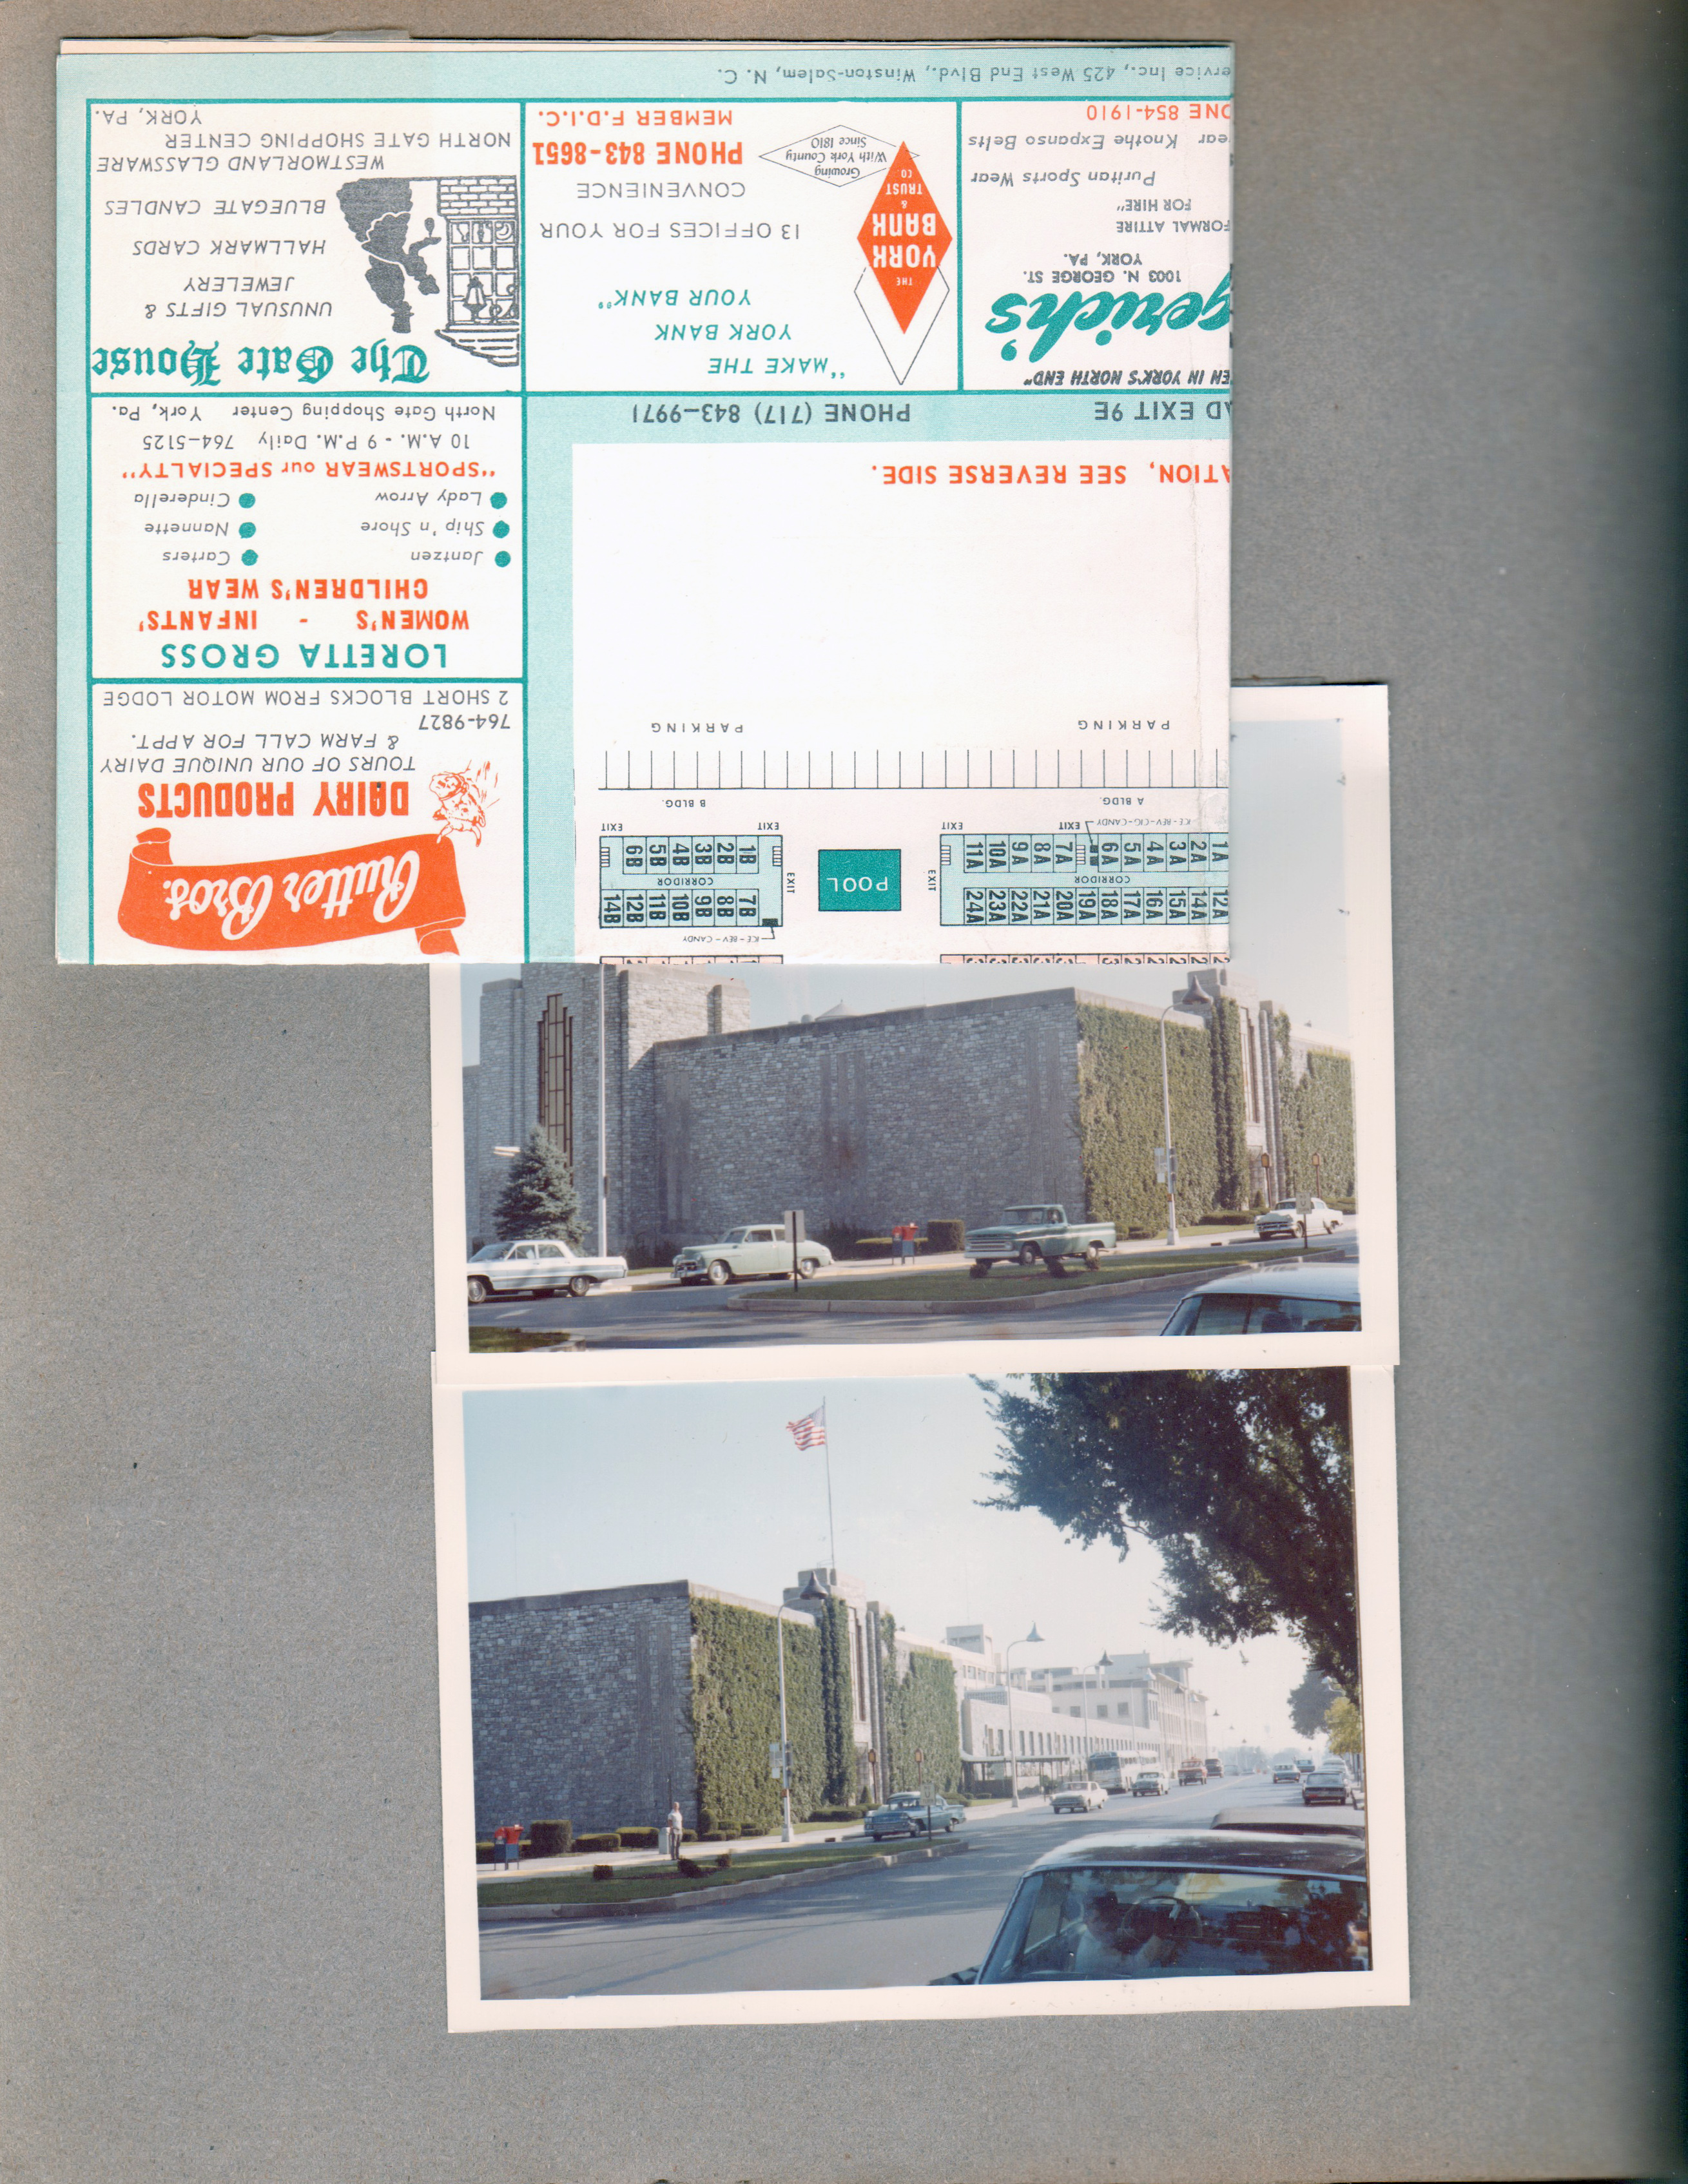 ICE - BEV - CANDY
12A 14A 15A 16A 17A 18A 19A 20A 21A 22A 23A 24A
CORRIDOR
1A 2A 3A 4A 5A 6A 7A 8A 9A 10A 11A
ICE-BEV-CIG-CANDY
EXIT
EXIT
EXIT
POOL
EXIT
7B 8B 9B 10B 11B 12B 14B
CORRIDOR
1B 2B 3B 4B 5B 6B
EXIT
EXIT
A BLDG.
B BLDG.
PARKING
PARKING
ATION, SEE REVERSE SIDE.
AD EXIT 9E
PHONE (717) 843-9971
Rutter Bros.
DAIRY PRODUCTS
TOURS OF OUR UNIQUE DAIRY
& FARM CALL FOR APPT.
764-9827
2 SHORT BLOCKS FROM MOTOR LODGE
LORETTA GROSS
WOMEN'S - INFANTS'
CHILDREN'S WEAR
Jantzen
Carters
Ship 'n Shore
Nannette
Lady Arrow
Cinderella
"SPORTSWEAR our SPECIALTY"
10 A.M. - 9 P.M. Daily 764-5125
North Gate Shopping Center York, Pa.
EN IN YORK'S NORTH END"
gerich's
1003 N. GEORGE ST.
YORK, PA.
FORMAL ATTIRE
FOR HIRE"
Puritan Sports Wear
ear Knothe Expanso Belts
ONE 854-1910
"MAKE THE
YORK BANK
YOUR BANK"
THE
YORK
BANK
&
TRUST
CO.
13 OFFICES FOR YOUR
CONVENIENCE
Growing
With York County
Since 1810
PHONE 843-8651
MEMBER F.D.I.C.
The Gate House
UNUSUAL GIFTS &
JEWELERY
HALLMARK CARDS
BLUEGATE CANDLES
WESTMORLAND GLASSWARE
NORTH GATE SHOPPING CENTER
YORK, PA.
ervice Inc., 425 West End Blvd., Winston-Salem, N. C.